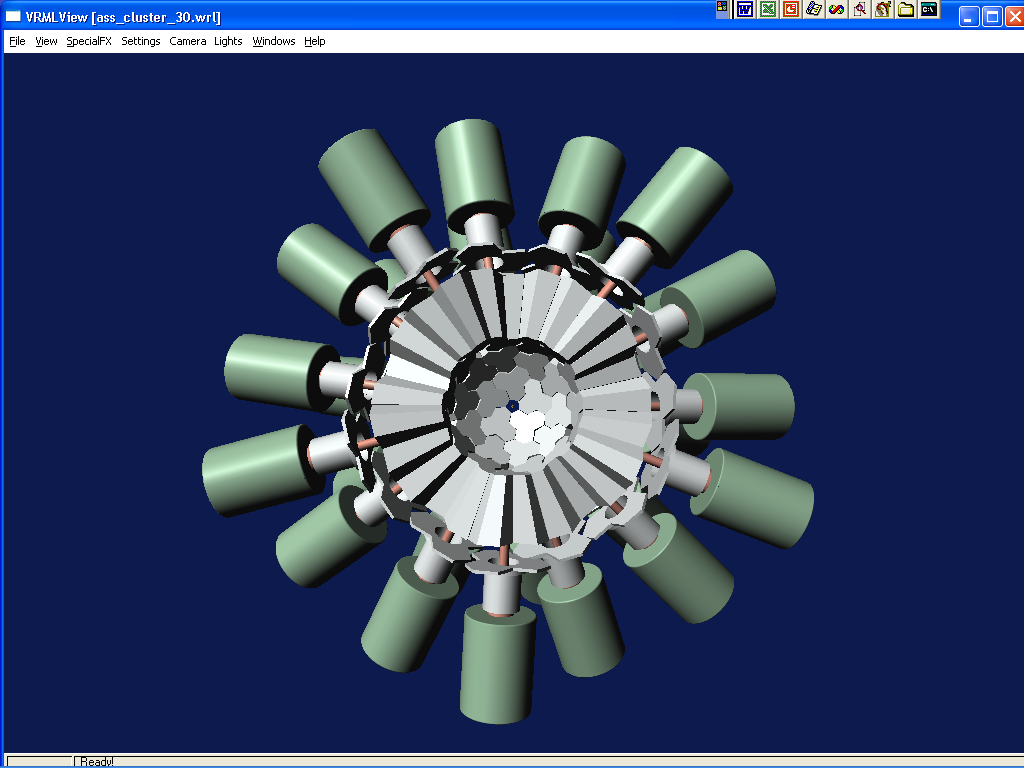 VRMLView [ass_cluster_30.wrl]
File View SpecialFX Settings Camera Lights Windows Help
Ready!